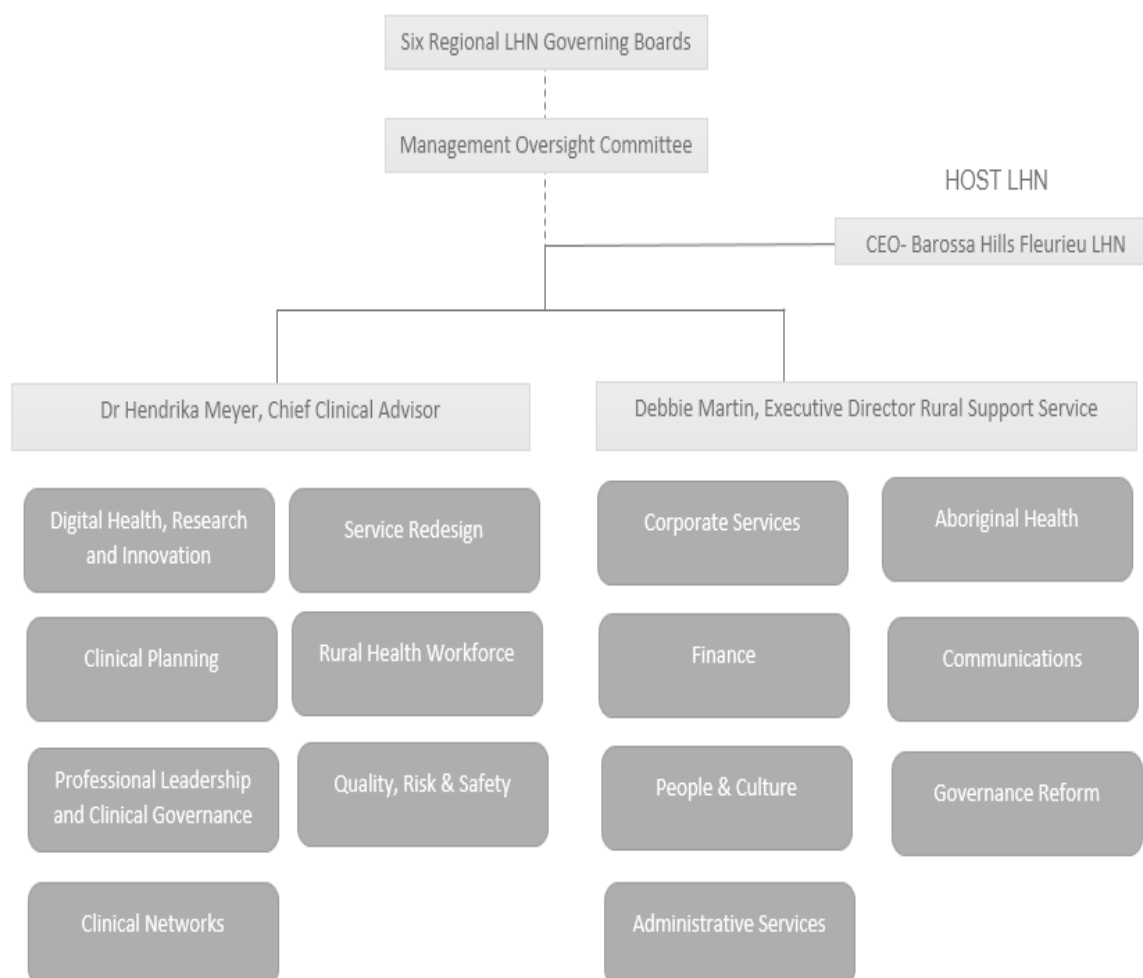 Six Regional LHN Governing Boards
Management Oversight Committee
HOST LHN
CEO- Barossa Hills Fleurieu LHN
Dr Hendrika Meyer, Chief Clinical Advisor
Debbie Martin, Executive Director Rural Support Service
Digital Health, Research
and Innovation
Service Redesign
Clinical Planning
Rural Health Workforce
Professional Leadership
and Clinical Governance
Quality, Risk & Safety
Clinical Networks
Corporate Services
Aboriginal Health
Finance
Communications
People & Culture
Governance Reform
Administrative Services